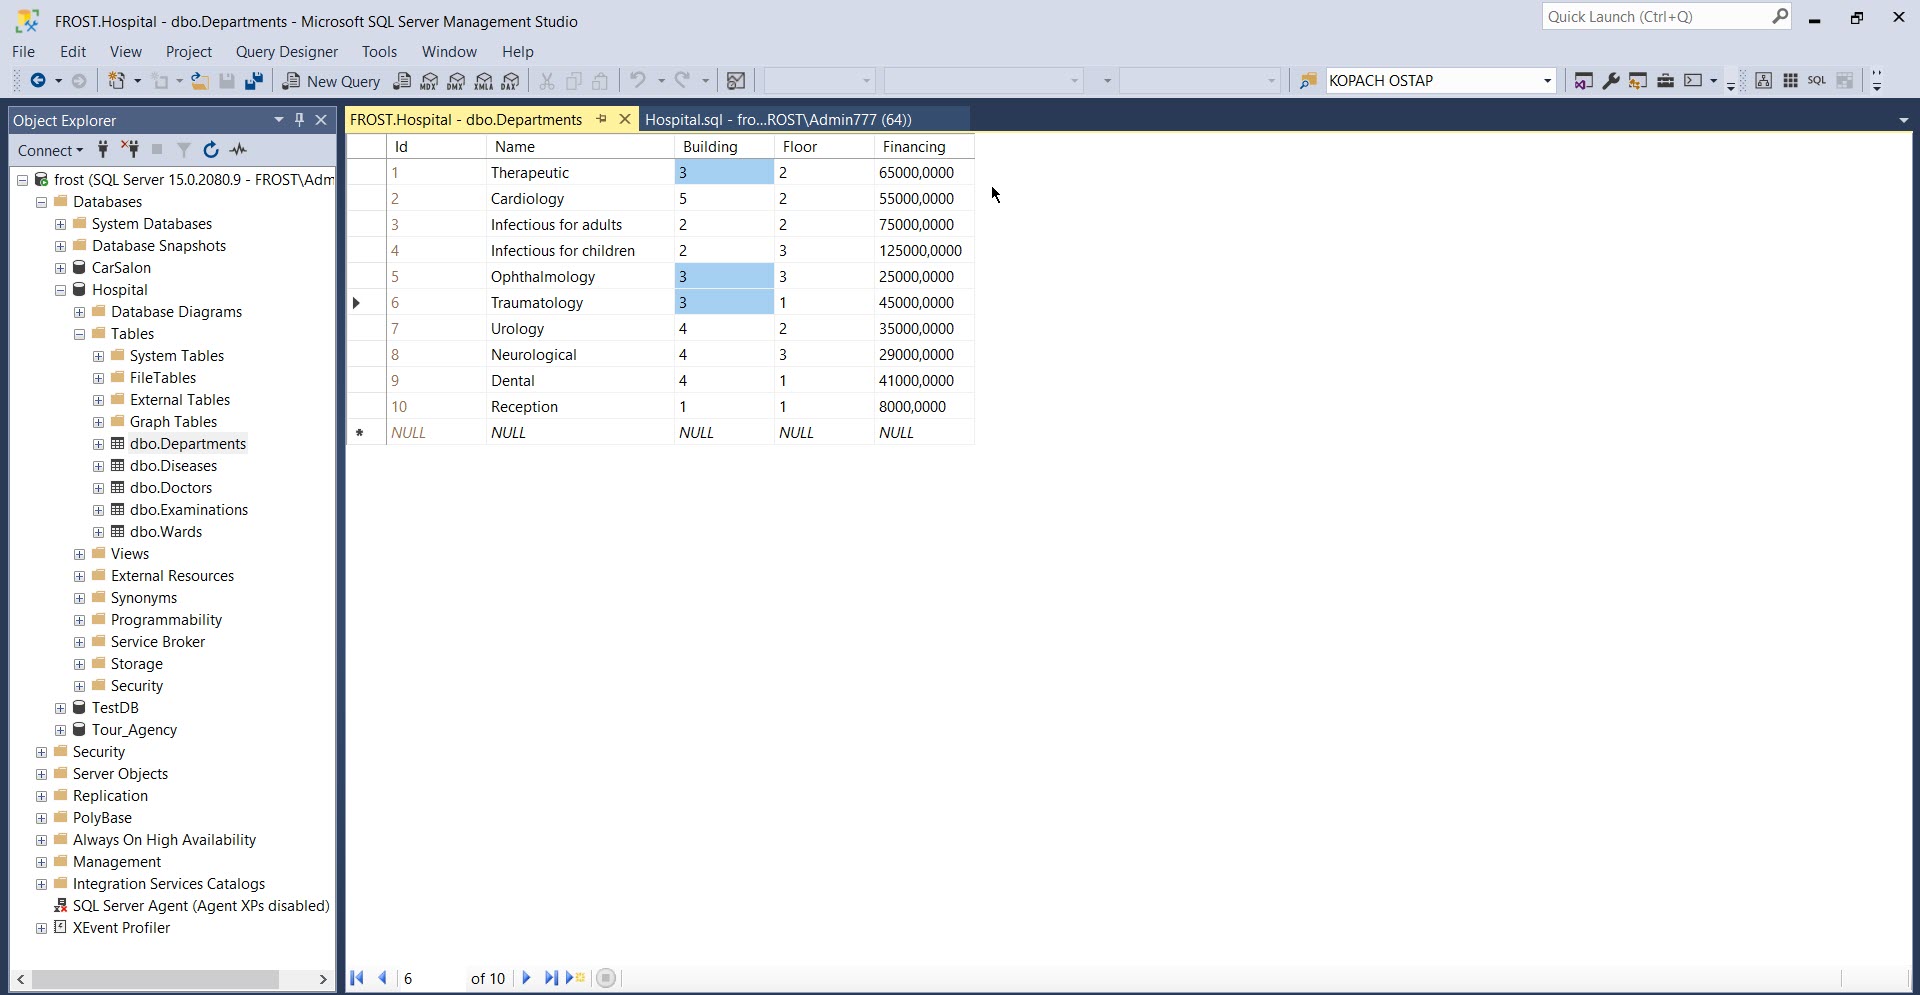 FROST.Hospital - dbo.Departments - Microsoft SQL Server Management Studio
Quick Launch (Ctrl+Q)
File Edit View Project Query Designer Tools Window Help
New Query MDX DMX XMLA DAX KOPACH OSTAP SQL
Object Explorer
Connect
frost (SQL Server 15.0.2080.9 - FROST\Adm
Databases
System Databases
Database Snapshots
CarSalon
Hospital
Database Diagrams
Tables
System Tables
FileTables
External Tables
Graph Tables
dbo.Departments
dbo.Diseases
dbo.Doctors
dbo.Examinations
dbo.Wards
Views
External Resources
Synonyms
Programmability
Service Broker
Storage
Security
TestDB
Tour_Agency
Security
Server Objects
Replication
PolyBase
Always On High Availability
Management
Integration Services Catalogs
SQL Server Agent (Agent XPs disabled)
XEvent Profiler
FROST.Hospital - dbo.Departments Hospital.sql - fro...ROST\Admin777 (64))
Id Name Building Floor Financing
1 Therapeutic 3 2 65000,0000
2 Cardiology 5 2 55000,0000
3 Infectious for adults 2 2 75000,0000
4 Infectious for children 2 3 125000,0000
5 Ophthalmology 3 3 25000,0000
6 Traumatology 3 1 45000,0000
7 Urology 4 2 35000,0000
8 Neurological 4 3 29000,0000
9 Dental 4 1 41000,0000
10 Reception 1 1 8000,0000
NULL NULL NULL NULL NULL
6 of 10